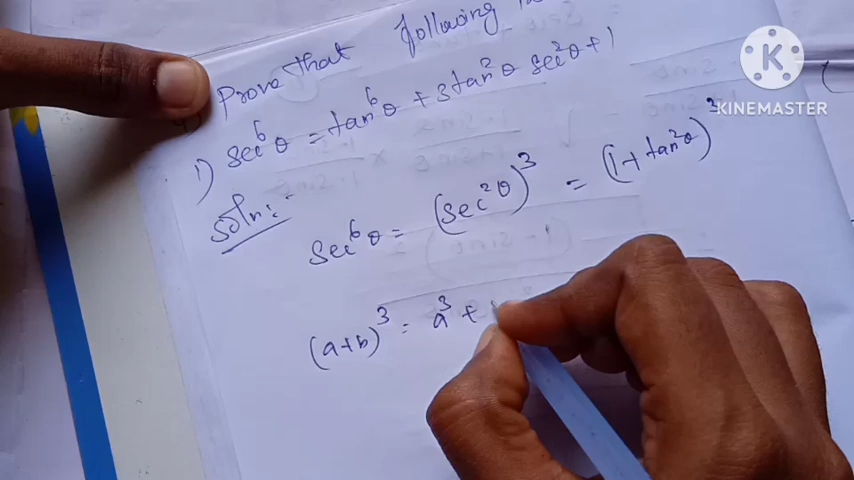 Prove that following
1) sec⁶θ = tan⁶θ + 3tan²θ sec²θ + 1
soln:-
sec⁶θ = (sec²θ)³ = (1 + tan²θ)³
(a+b)³ = a³ +
KINEMASTER